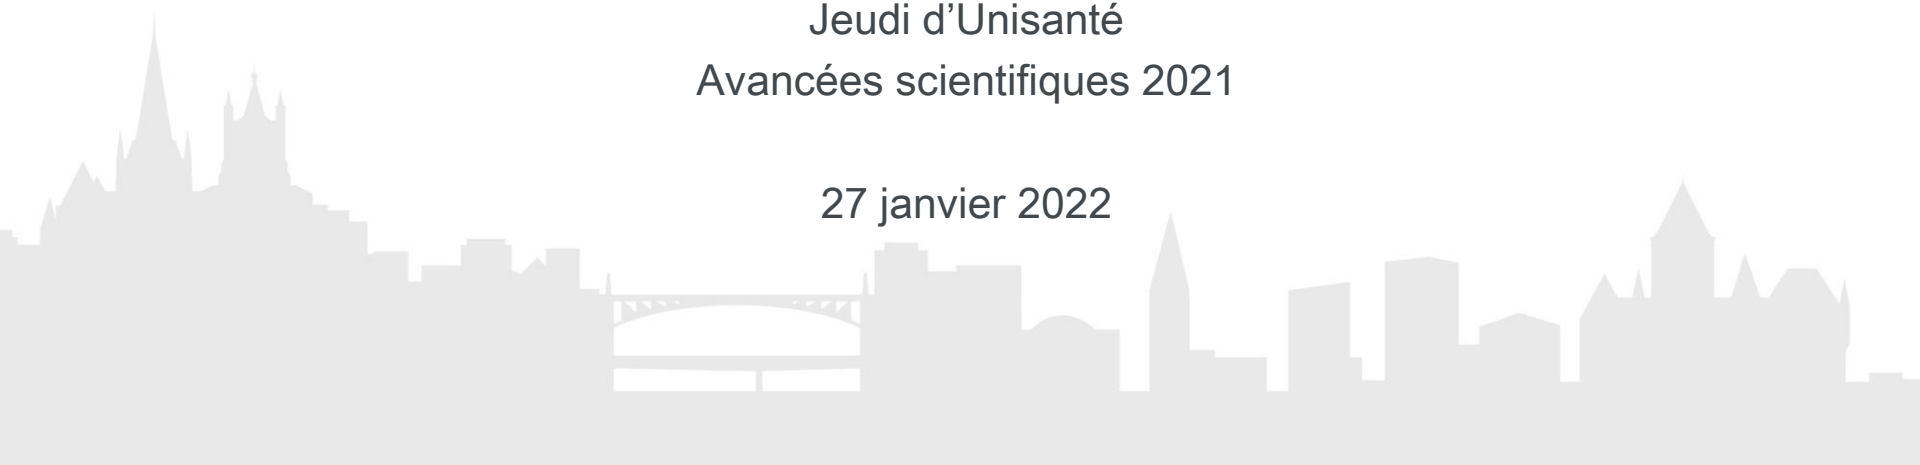 Jeudi d’Unisanté
Avancées scientifiques 2021
27 janvier 2022